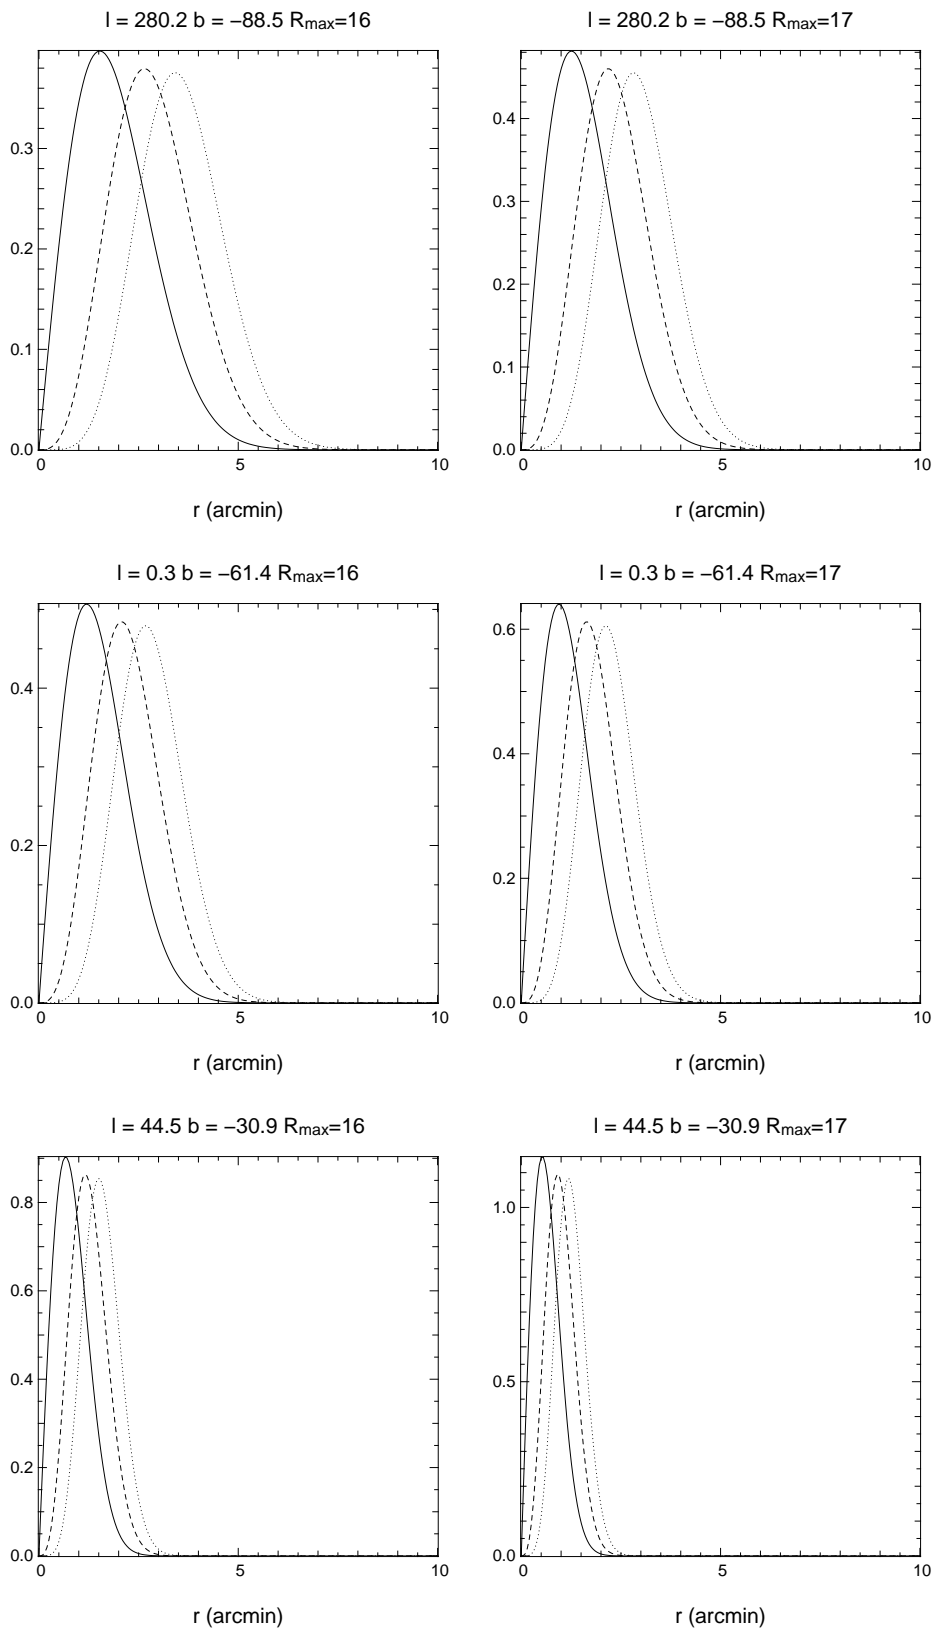 l = 280.2 b = −88.5 Rmax=16
0.3
0.2
0.1
0.0
0 5 10
r (arcmin)
l = 280.2 b = −88.5 Rmax=17
0.4
0.3
0.2
0.1
0.0
0 5 10
r (arcmin)
l = 0.3 b = −61.4 Rmax=16
0.4
0.2
0.0
0 5 10
r (arcmin)
l = 0.3 b = −61.4 Rmax=17
0.6
0.4
0.2
0.0
0 5 10
r (arcmin)
l = 44.5 b = −30.9 Rmax=16
0.8
0.6
0.4
0.2
0.0
0 5 10
r (arcmin)
l = 44.5 b = −30.9 Rmax=17
1.0
0.5
0.0
0 5 10
r (arcmin)